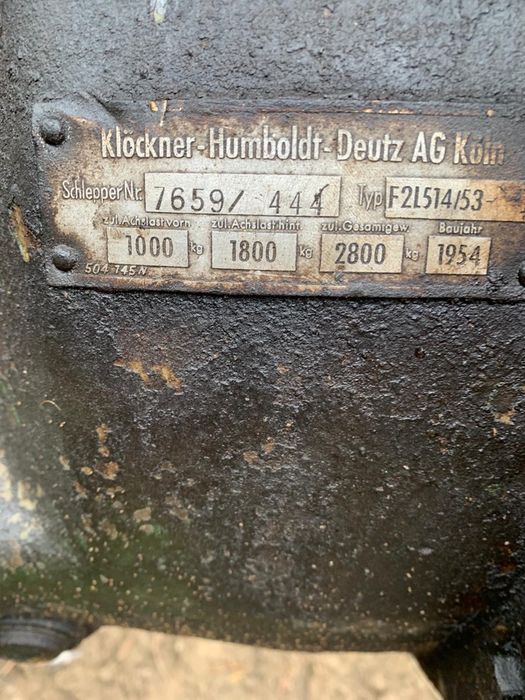 Klöckner-Humboldt-Deutz AG Köln
Schlepper Nr. 7659/ 444 Typ F2L514/53-
zul.Achslast vorn zul.Achslast hint zul.Gesamtgew. Baujahr
1000 kg 1800 kg 2800 kg 1954
504 145 N